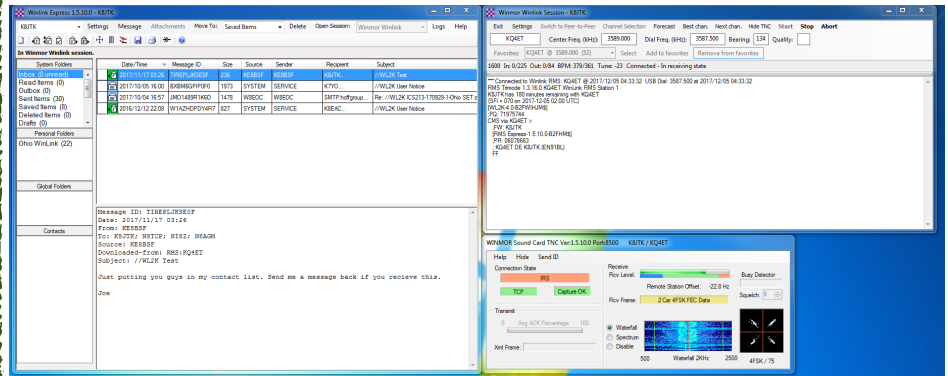 Winlink Express 1.5.10.0 - K8JTK
K8JTK Settings Message Attachments Move To: Saved Items Delete Open Session: Winmor Winlink Logs Help
In Winmor Winlink session.
System Folders
Inbox (0 unread)
Read Items (0)
Outbox (0)
Sent Items (30)
Saved Items (8)
Deleted Items (0)
Drafts (0)
Personal Folders
Ohio WinLink (22)
Global Folders
Contacts
Date/Time Message ID Size Source Sender Recipient Subject
2017/11/17 03:26 TIREPLJKSE0F 236 KE8BSF KE8BSF K8JTK //WL2K Test
2017/10/05 16:00 1973 SYSTEM SERVICE K7YO... //WL2K User Notice
2017/10/04 16:57 JMO1489R1K6O 1478 W8EOC W8EOC SMTP:hoffgroup... Re: //WL2K ICS213-170928-1-Ohio SET a
2016/12/12 22:08 W1AZHDPDY4R7 827 SYSTEM SERVICE K8EAC... //WL2K User Notice
Message ID: TIREPLJKSE0F
Date: 2017/11/17 03:26
From: KE8BSF
To: K8JTK; N8TCP; NI8Z; N8AGM
Source: KE8BSF
Downloaded-from: RMS:KQ4ET
Subject: //WL2K Test
Just putting you guys in my contact list. Send me a message back if you recieve this.
Joe
Winmor Winlink Session - K8JTK
Exit Settings Switch to Peer-to-Peer Channel Selection Forecast Best chan. Next chan. Hide TNC Start Stop Abort
KQ4ET Center Freq. (kHz): 3589.000 Dial Freq. (kHz): 3587.500 Bearing: 134 Quality:
Favorites: KQ4ET @ 3589.000 (52) Select Add to favorites Remove from favorites
1600 In: 0/225 Out: 0/84 BPM: 379/361 Tune: -23 Connected - In receiving state
*** Connected to Winlink RMS: KQ4ET @ 2017/12/05 04:33:32 USB Dial: 3587.500 at 2017/12/05 04:33:32
RMS Trimode 1.3.16.0 KQ4ET WinLink RMS Station 1
K8JTK has 180 minutes remaining with KQ4ET
[SFI = 070 on 2017-12-05 02:00 UTC]
[WL2K-4.0-B2FWIHJM$]
;PQ: 71975744
CMS via KQ4ET >
;FW: K8JTK
[RMS Express-1.5.10.0-B2FHM$]
;PR: 06078663
; KQ4ET DE K8JTK (EN91BL)
FF
WINMOR Sound Card TNC Ver:1.5.10.0 Port:8500 K8JTK / KQ4ET
Help Hide Send ID
Connection State
IRS
TCP Capture OK
Transmit
0 Avg ACK Percentage 100
Xmt Frame:
Receive
Rcv Level:
Remote Station Offset: -22.8 Hz
Rcv Frame: 2 Car 4FSK FEC Data
Waterfall
Spectrum
Disable
500 Waterfall 2KHz 2500
Busy Detector
Squelch: 5
4FSK / 75